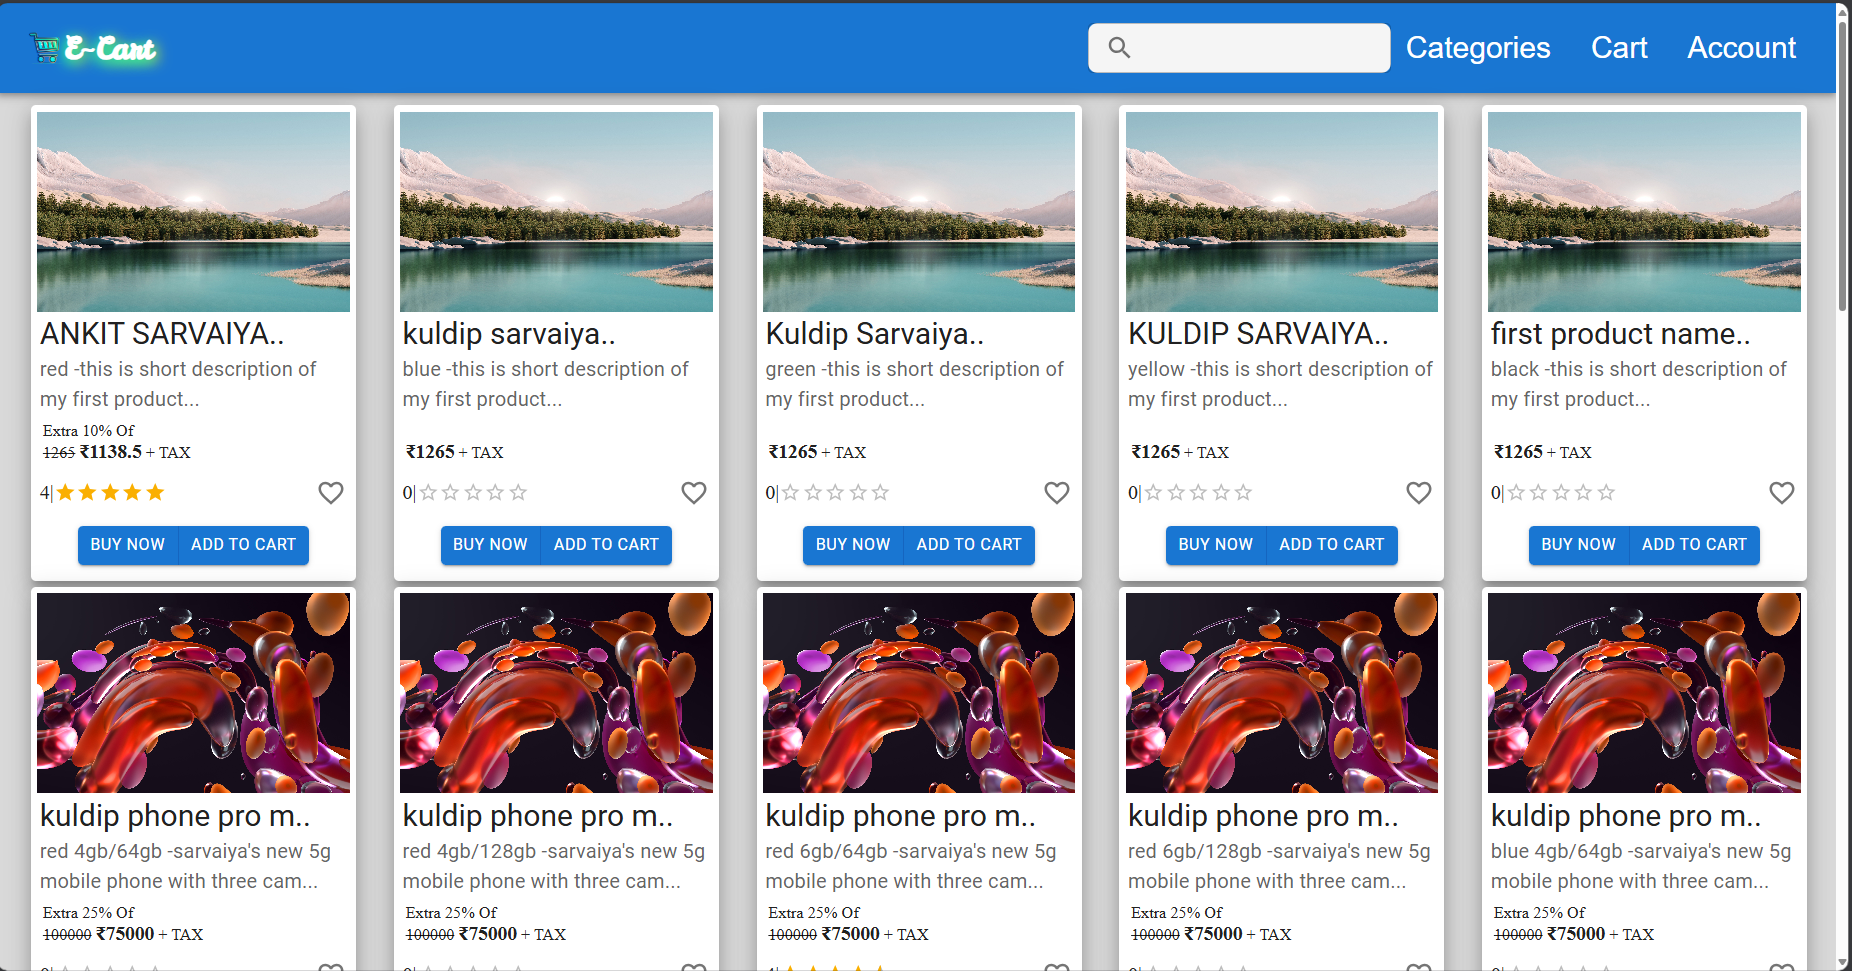 E-Cart
Categories Cart Account
ANKIT SARVAIYA..
red -this is short description of
my first product...
Extra 10% Of
1265 ₹1138.5 + TAX
4|
BUY NOW ADD TO CART
kuldip sarvaiya..
blue -this is short description of
my first product...
₹1265 + TAX
0|
BUY NOW ADD TO CART
Kuldip Sarvaiya..
green -this is short description of
my first product...
₹1265 + TAX
0|
BUY NOW ADD TO CART
KULDIP SARVAIYA..
yellow -this is short description of
my first product...
₹1265 + TAX
0|
BUY NOW ADD TO CART
first product name..
black -this is short description of
my first product...
₹1265 + TAX
0|
BUY NOW ADD TO CART
kuldip phone pro m..
red 4gb/64gb -sarvaiya's new 5g
mobile phone with three cam...
Extra 25% Of
100000 ₹75000 + TAX
kuldip phone pro m..
red 4gb/128gb -sarvaiya's new 5g
mobile phone with three cam...
Extra 25% Of
100000 ₹75000 + TAX
kuldip phone pro m..
red 6gb/64gb -sarvaiya's new 5g
mobile phone with three cam...
Extra 25% Of
100000 ₹75000 + TAX
kuldip phone pro m..
red 6gb/128gb -sarvaiya's new 5g
mobile phone with three cam...
Extra 25% Of
100000 ₹75000 + TAX
kuldip phone pro m..
blue 4gb/64gb -sarvaiya's new 5g
mobile phone with three cam...
Extra 25% Of
100000 ₹75000 + TAX